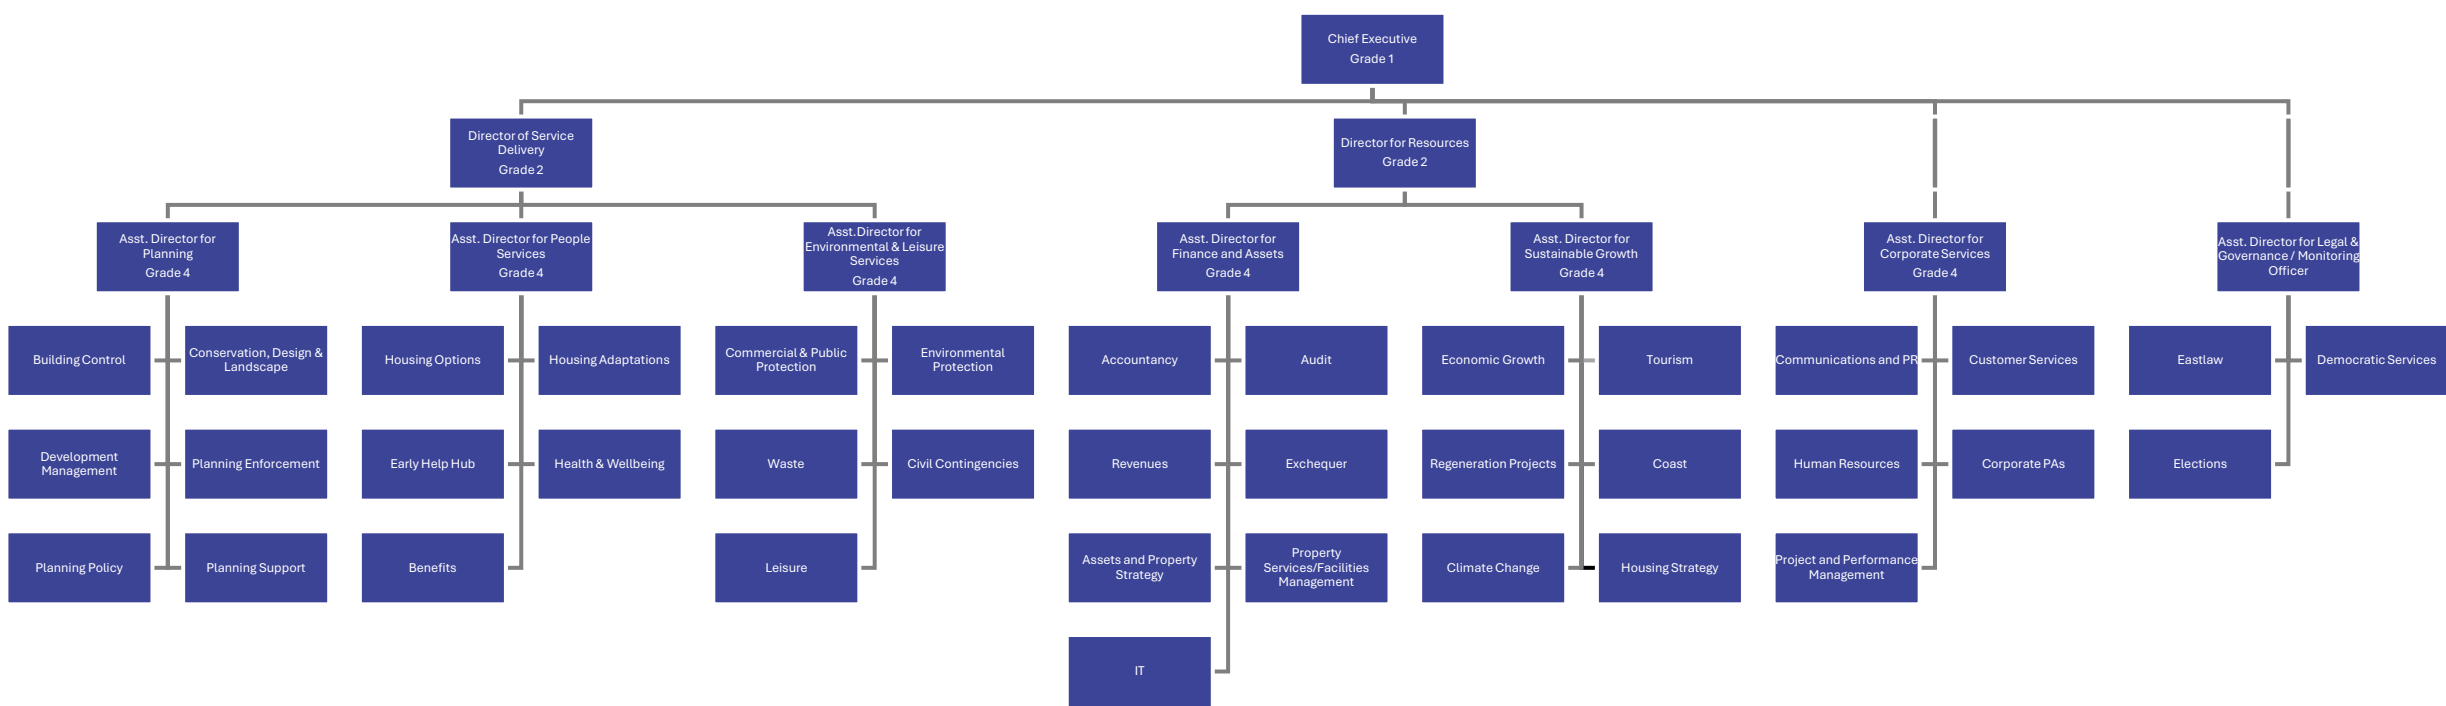 Chief Executive
Grade 1
Director of Service
Delivery
Grade 2
Director for Resources
Grade 2
Asst. Director for
Planning
Grade 4
Asst. Director for People
Services
Grade 4
Asst.Director for
Environmental & Leisure
Services
Grade 4
Asst. Director for
Finance and Assets
Grade 4
Asst. Director for
Sustainable Growth
Grade 4
Asst. Director for
Corporate Services
Grade 4
Asst. Director for Legal &
Governance / Monitoring
Officer
Building Control
Conservation, Design &
Landscape
Housing Options
Housing Adaptations
Commercial & Public
Protection
Environmental
Protection
Accountancy
Audit
Economic Growth
Tourism
Communications and PR
Customer Services
Eastlaw
Democratic Services
Development
Management
Planning Enforcement
Early Help Hub
Health & Wellbeing
Waste
Civil Contingencies
Revenues
Exchequer
Regeneration Projects
Coast
Human Resources
Corporate PAs
Elections
Planning Policy
Planning Support
Benefits
Leisure
Assets and Property
Strategy
Property
Services/Facilities
Management
Climate Change
Housing Strategy
Project and Performance
Management
IT